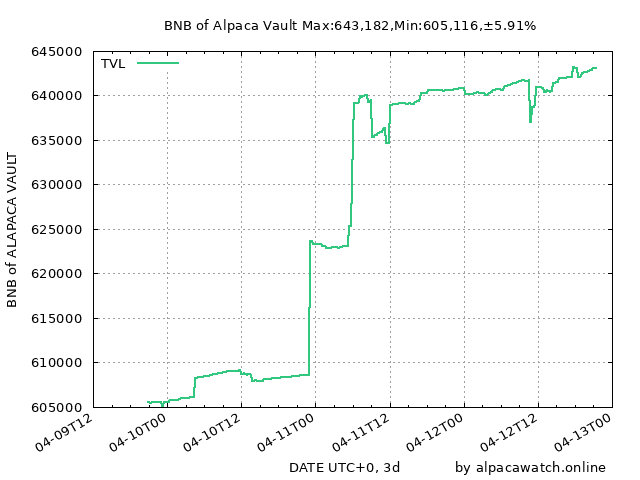 BNB of Alpaca Vault Max:643,182,Min:605,116,±5.91%
TVL
645000
640000
635000
630000
625000
620000
615000
610000
605000
BNB of ALAPACA VAULT
04-09T12
04-10T00
04-10T12
04-11T00
04-11T12
04-12T00
04-12T12
04-13T00
DATE UTC+0, 3d
by alpacawatch.online